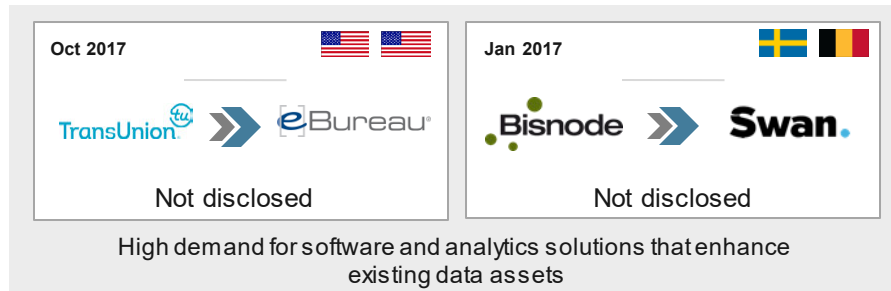 Oct 2017
TransUnion
tu
eBureau
Not disclosed
Jan 2017
Bisnode
Swan.
Not disclosed
High demand for software and analytics solutions that enhance
existing data assets